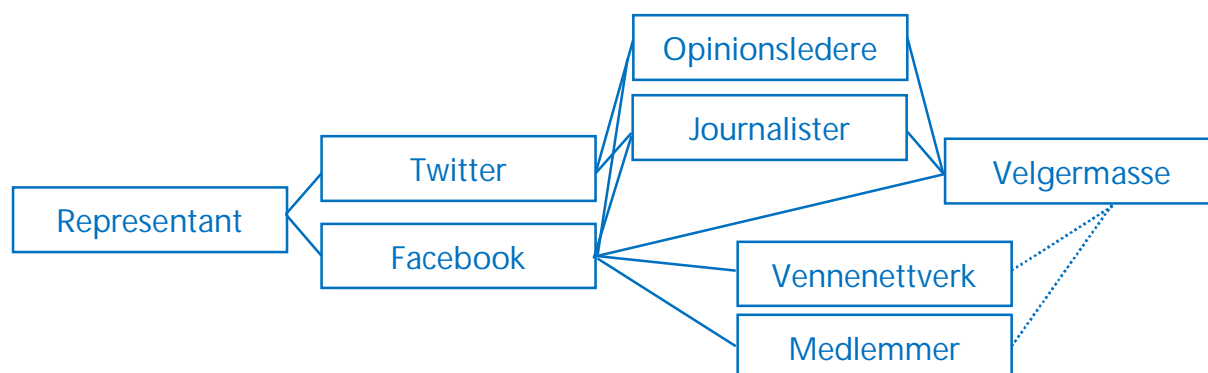 Opinionsledere
Journalister
Twitter
Velgermasse
Representant
Facebook
Vennenettverk
Medlemmer